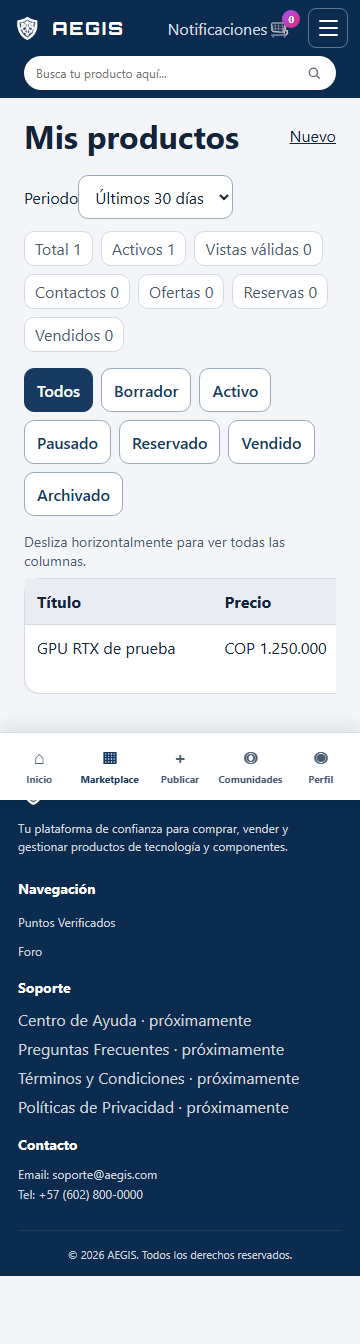 AEGIS
Notificaciones
0
Busca tu producto aquí...
Mis productos
Nuevo
Periodo
Últimos 30 días
Total 1
Activos 1
Vistas válidas 0
Contactos 0
Ofertas 0
Reservas 0
Vendidos 0
Todos
Borrador
Activo
Pausado
Reservado
Vendido
Archivado
Desliza horizontalmente para ver todas las
columnas.
Título
Precio
GPU RTX de prueba
COP 1.250.000
Inicio
Marketplace
Publicar
Comunidades
Perfil
Tu plataforma de confianza para comprar, vender y
gestionar productos de tecnología y componentes.
Navegación
Puntos Verificados
Foro
Soporte
Centro de Ayuda · próximamente
Preguntas Frecuentes · próximamente
Términos y Condiciones · próximamente
Políticas de Privacidad · próximamente
Contacto
Email: soporte@aegis.com
Tel: +57 (602) 800-0000
© 2026 AEGIS. Todos los derechos reservados.